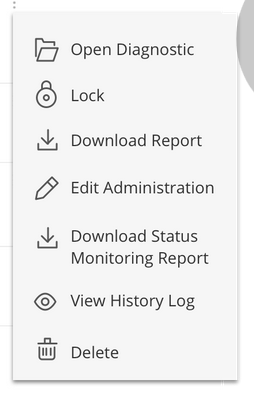 Open Diagnostic
Lock
Download Report
Edit Administration
Download Status
Monitoring Report
View History Log
Delete